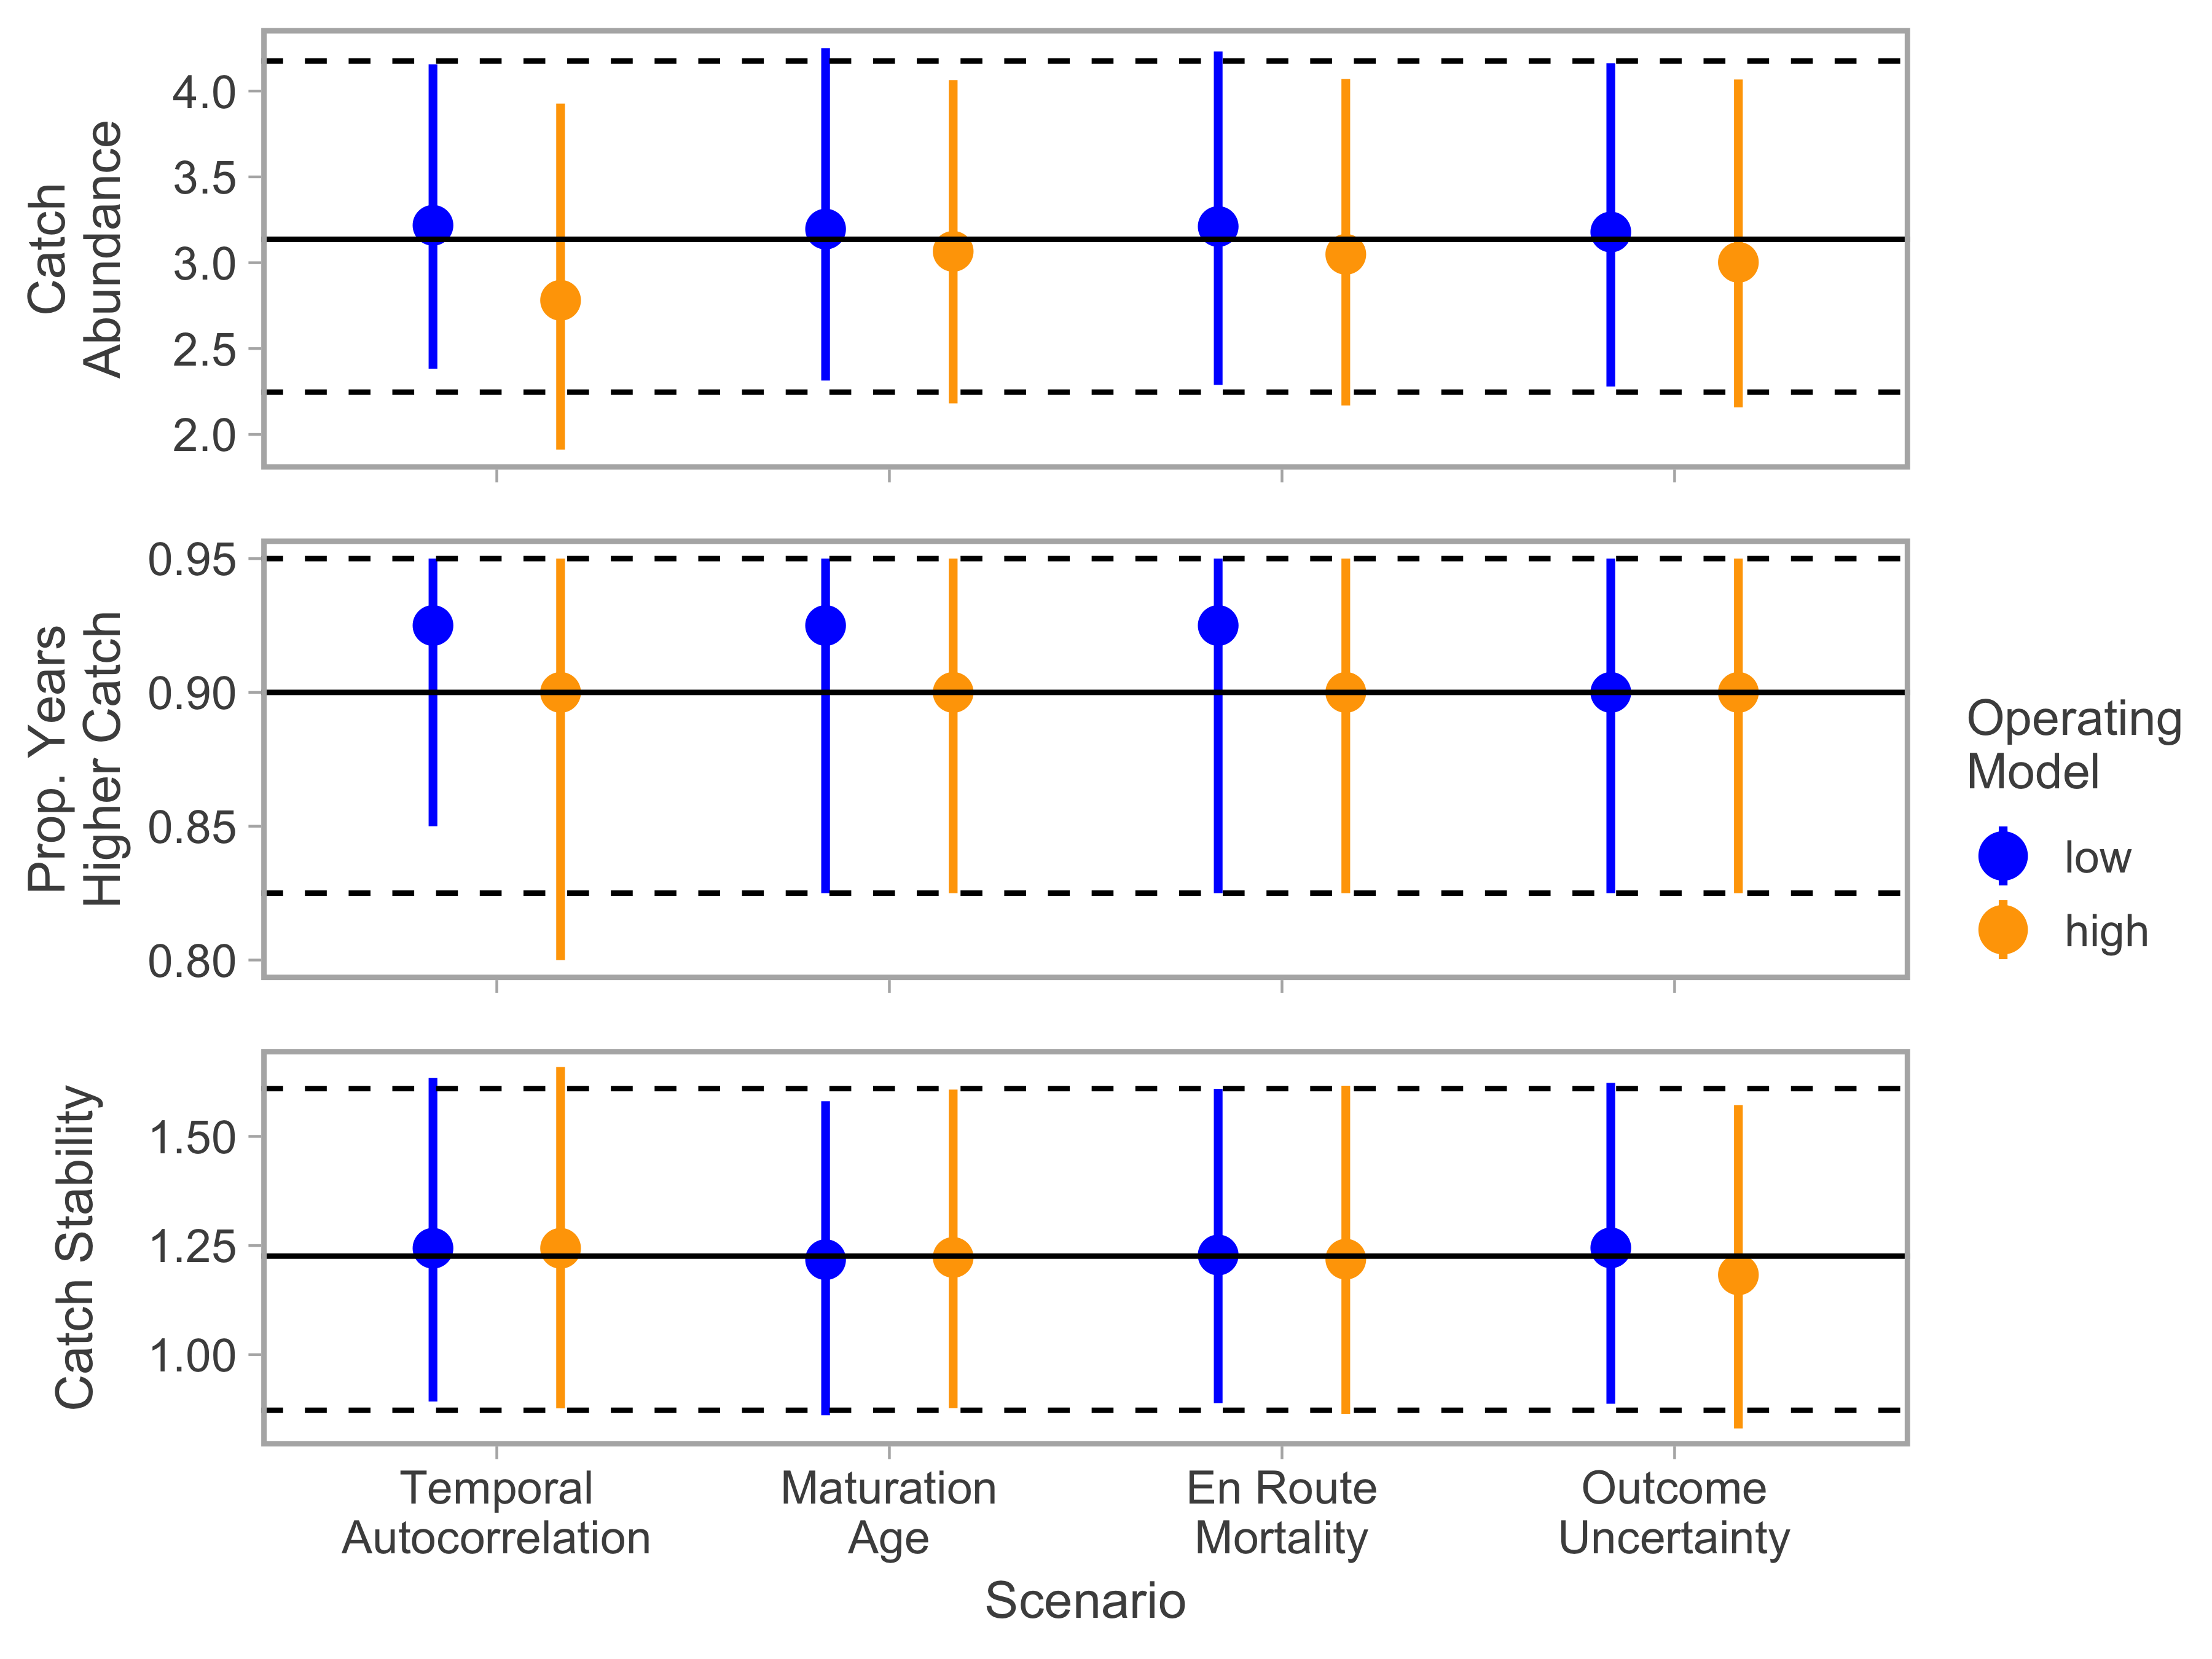 Catch
Abundance
4.0
3.5
3.0
2.5
2.0
Prop. Years
Higher Catch
0.95
0.90
0.85
0.80
Catch Stability
1.50
1.25
1.00
Temporal
Autocorrelation
Maturation
Age
En Route
Mortality
Outcome
Uncertainty
Scenario
Operating
Model
low
high